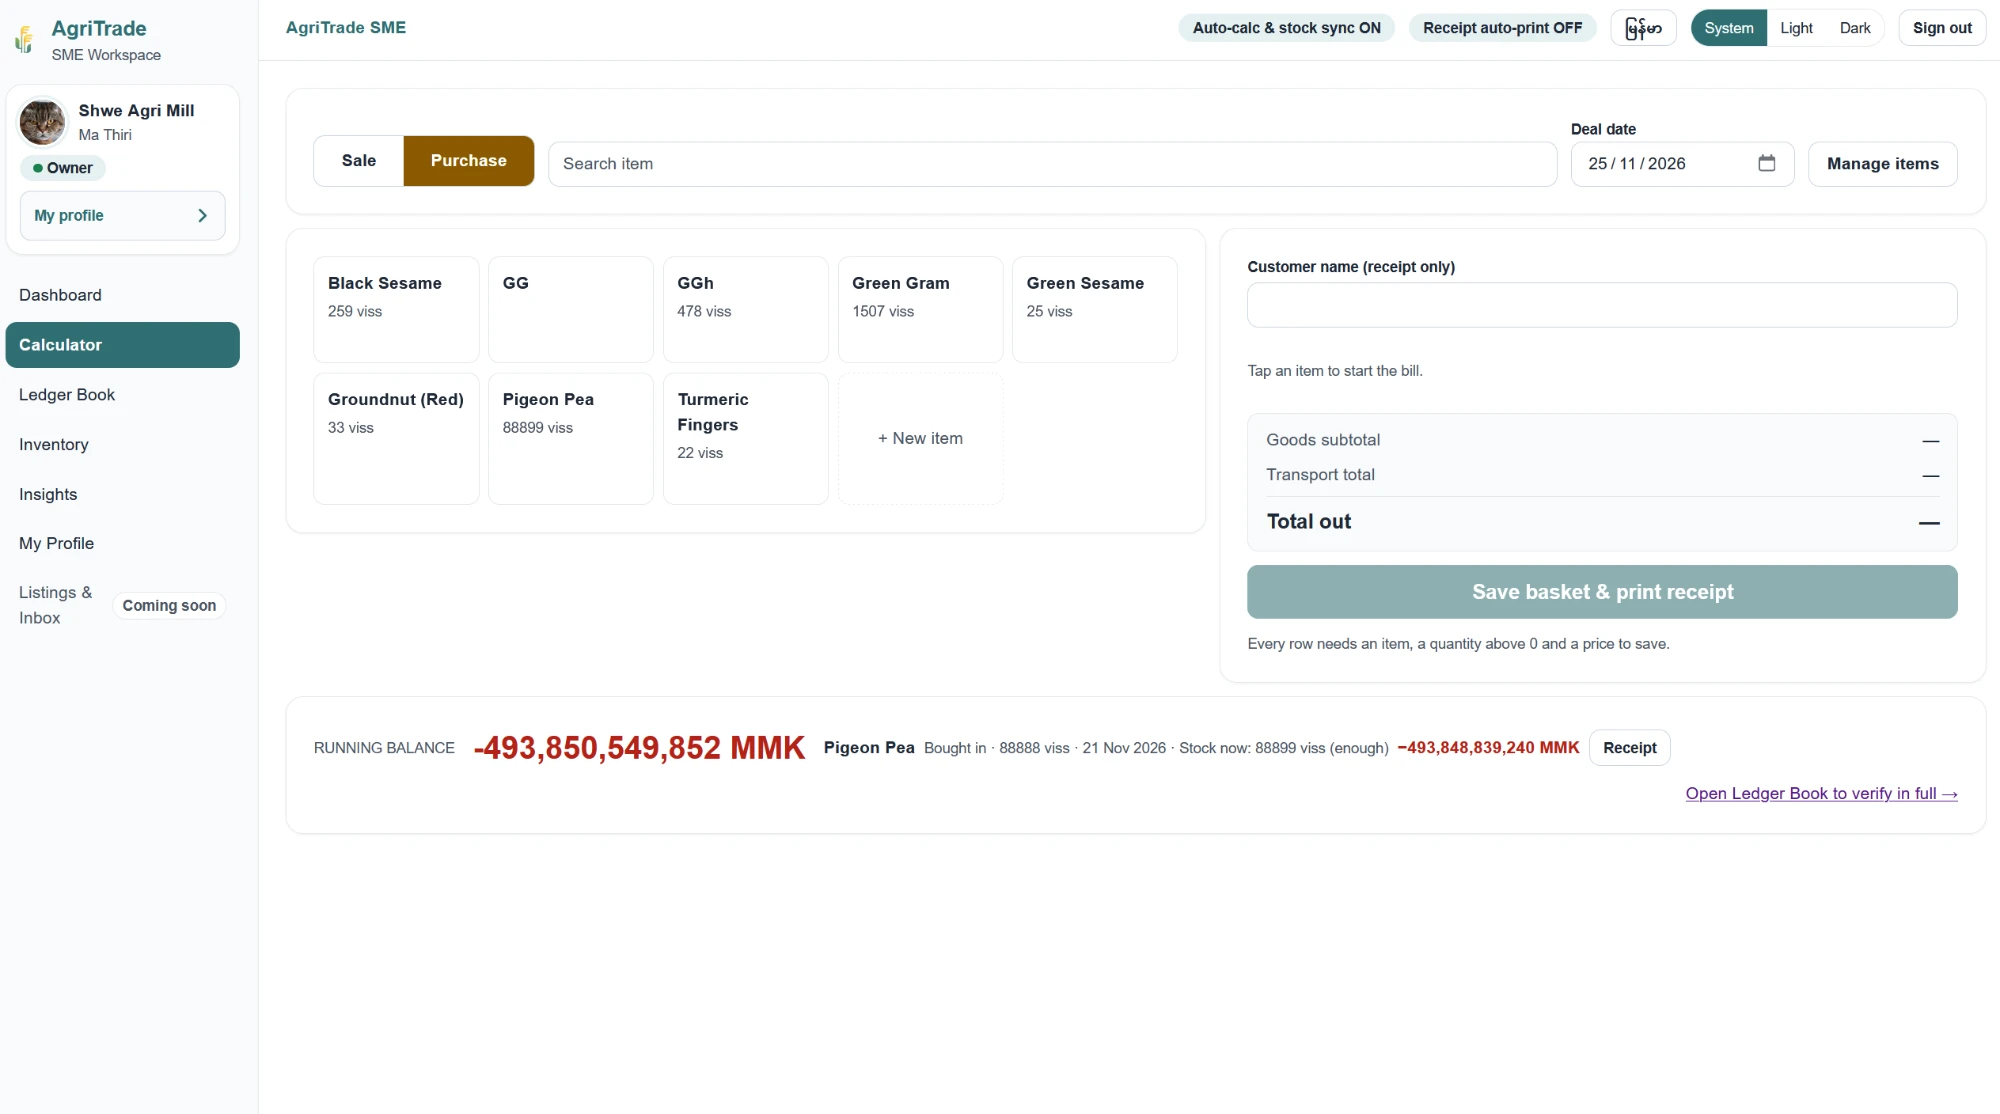 AgriTrade
SME Workspace
Shwe Agri Mill
Ma Thiri
Owner
My profile
Dashboard
Calculator
Ledger Book
Inventory
Insights
My Profile
Listings &
Inbox
Coming soon
AgriTrade SME
Auto-calc & stock sync ON
Receipt auto-print OFF
မြန်မာ
System
Light
Dark
Sign out
Sale
Purchase
Search item
Deal date
25 / 11 / 2026
Manage items
Black Sesame
259 viss
GG
GGh
478 viss
Green Gram
1507 viss
Green Sesame
25 viss
Groundnut (Red)
33 viss
Pigeon Pea
88899 viss
Turmeric
Fingers
22 viss
+ New item
Customer name (receipt only)
Tap an item to start the bill.
Goods subtotal —
Transport total —
Total out —
Save basket & print receipt
Every row needs an item, a quantity above 0 and a price to save.
RUNNING BALANCE -493,850,549,852 MMK Pigeon Pea Bought in · 88888 viss · 21 Nov 2026 · Stock now: 88899 viss (enough) −493,848,839,240 MMK Receipt
Open Ledger Book to verify in full →